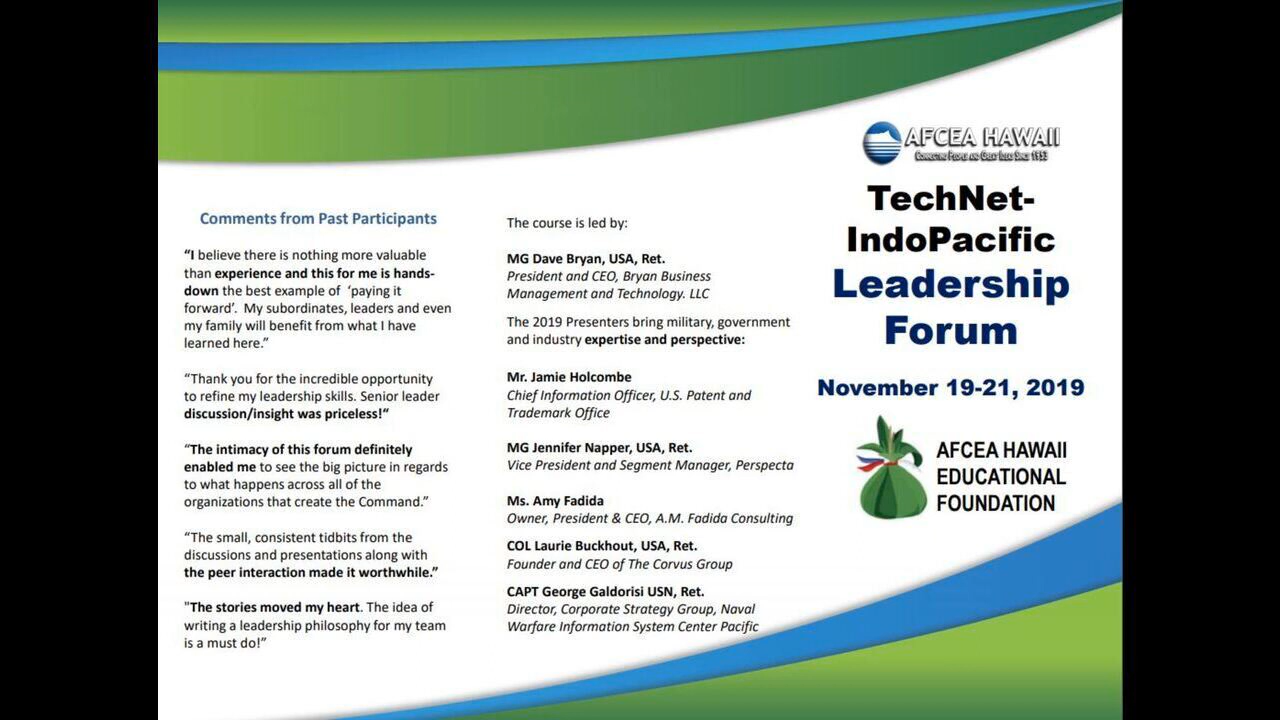 Comments from Past Participants
“I believe there is nothing more valuable
than experience and this for me is hands-
down the best example of ‘paying it
forward’. My subordinates, leaders and even
my family will benefit from what I have
learned here.”
“Thank you for the incredible opportunity
to refine my leadership skills. Senior leader
discussion/insight was priceless!“
“The intimacy of this forum definitely
enabled me to see the big picture in regards
to what happens across all of the
organizations that create the Command.”
“The small, consistent tidbits from the
discussions and presentations along with
the peer interaction made it worthwhile.”
"The stories moved my heart. The idea of
writing a leadership philosophy for my team
is a must do!”
The course is led by:
MG Dave Bryan, USA, Ret.
President and CEO, Bryan Business
Management and Technology. LLC
The 2019 Presenters bring military, government
and industry expertise and perspective:
Mr. Jamie Holcombe
Chief Information Officer, U.S. Patent and
Trademark Office
MG Jennifer Napper, USA, Ret.
Vice President and Segment Manager, Perspecta
Ms. Amy Fadida
Owner, President & CEO, A.M. Fadida Consulting
COL Laurie Buckhout, USA, Ret.
Founder and CEO of The Corvus Group
CAPT George Galdorisi USN, Ret.
Director, Corporate Strategy Group, Naval
Warfare Information System Center Pacific
AFCEA HAWAII
Connecting People and Great Ideas Since 1953
TechNet-
IndoPacific
Leadership
Forum
November 19-21, 2019
AFCEA HAWAII
EDUCATIONAL
FOUNDATION